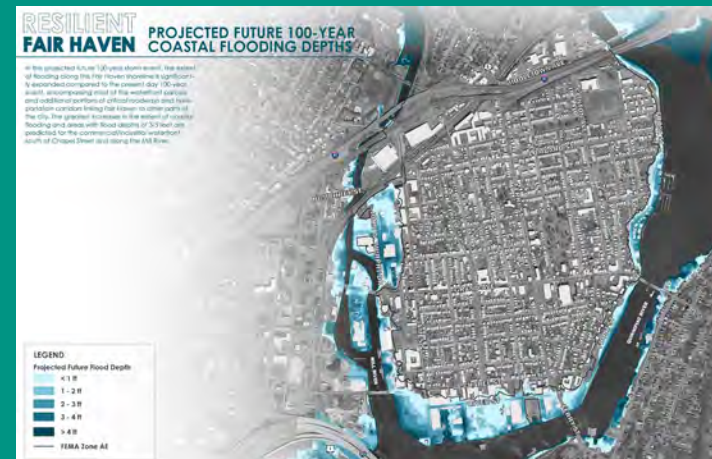 RESILIENT
FAIR HAVEN
PROJECTED FUTURE 100-YEAR
COASTAL FLOODING DEPTHS
In this projected future 100-year storm event, the extent
of flooding along the Fair Haven shoreline is significant-
ly expanded compared to the present day 100-year
event, encompassing most of the waterfront parcels
and additional portions of critical roadways and trans-
portation corridors linking Fair Haven to other parts of
the city. The greatest increases in the extent of coastal
flooding and areas with flood depths of
predicted for the commercial/industrial waterfront
south of Chapel Street and along the Mill River.
MILL RIVER
QUINNIPIAC RIVER
LEGEND
Projected Future Flood Depth
< 1 ft
1 - 2 ft
2 - 3 ft
3 - 4 ft
> 4 ft
FEMA Zone AE